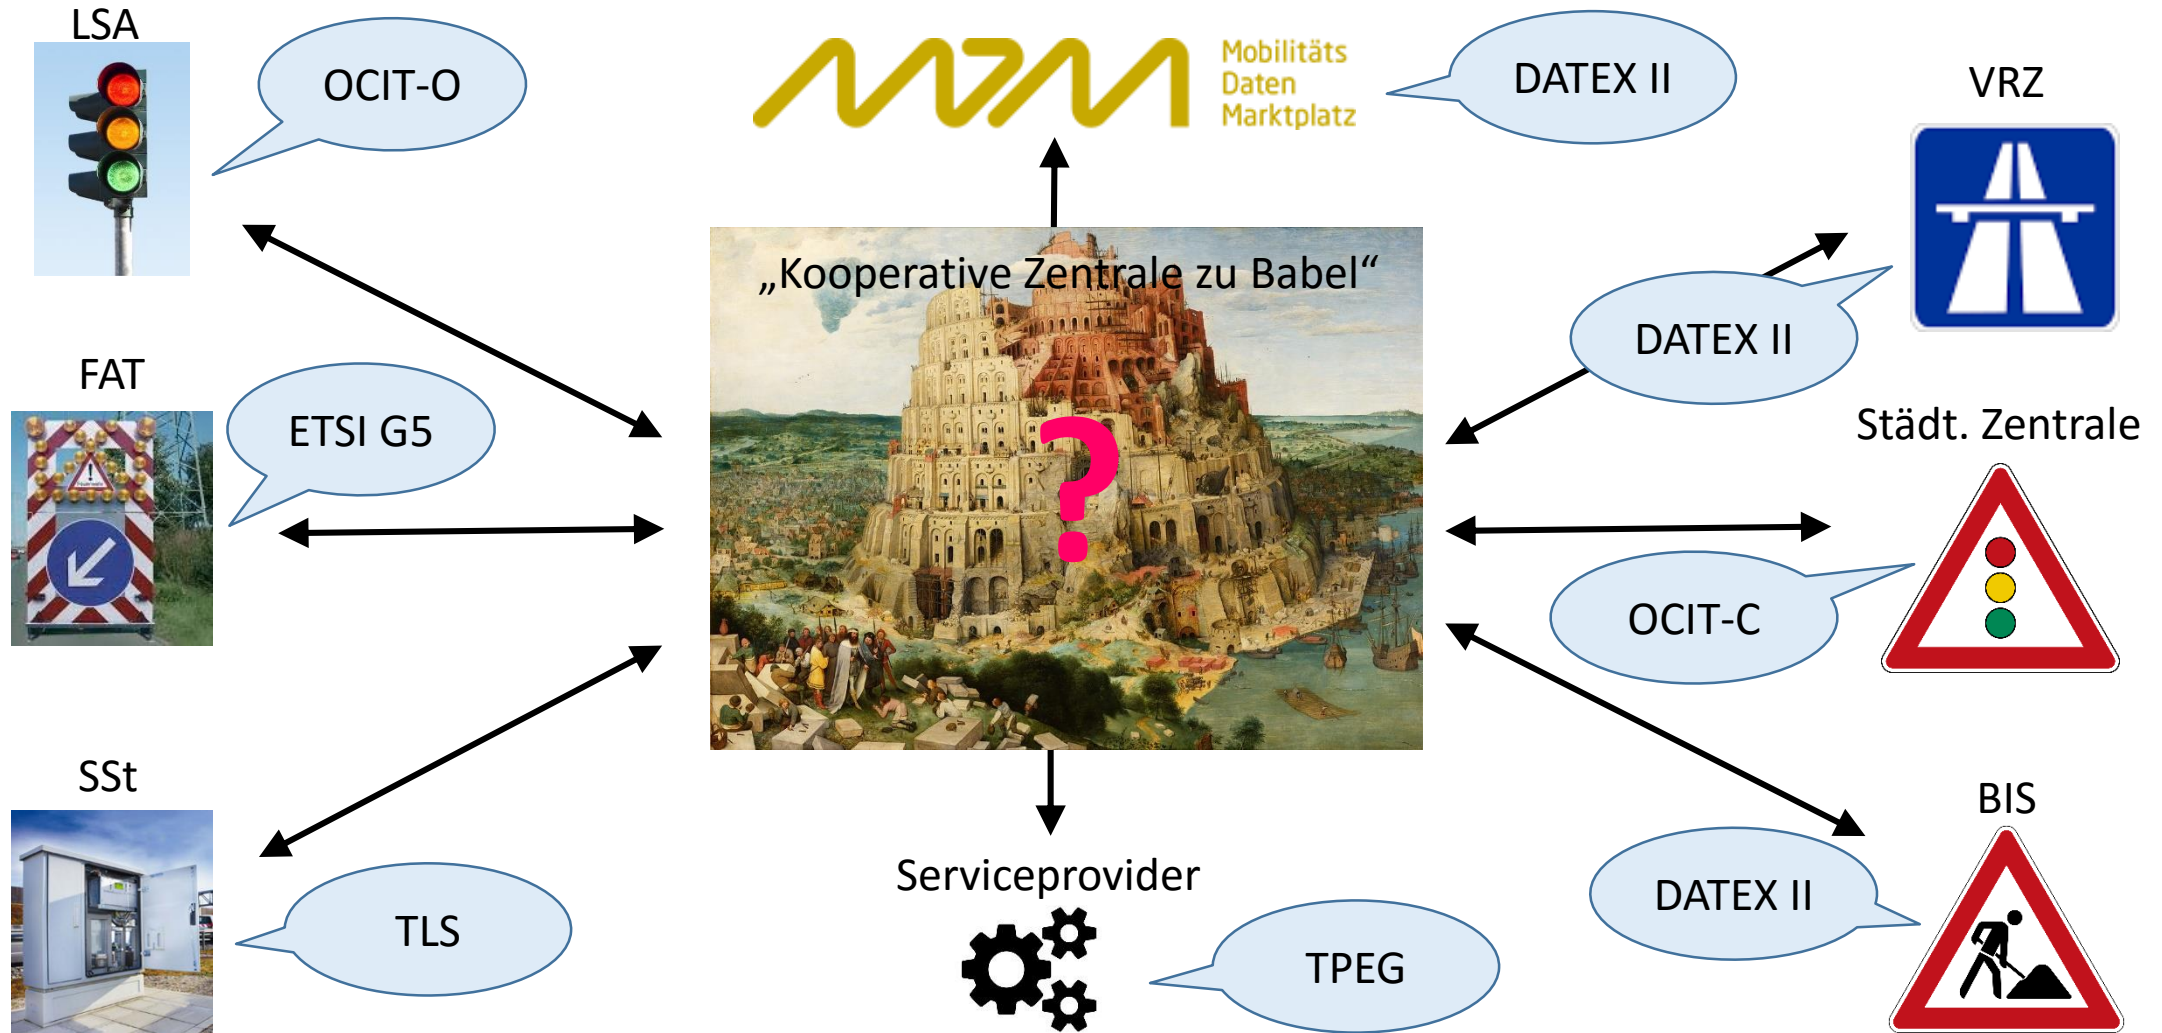 LSA
OCIT-O
Mobilitäts
Daten
Marktplatz
DATEX II
VRZ
„Kooperative Zentrale zu Babel“
?
DATEX II
FAT
ETSI G5
Städt. Zentrale
OCIT-C
SSt
TLS
Serviceprovider
TPEG
BIS
DATEX II